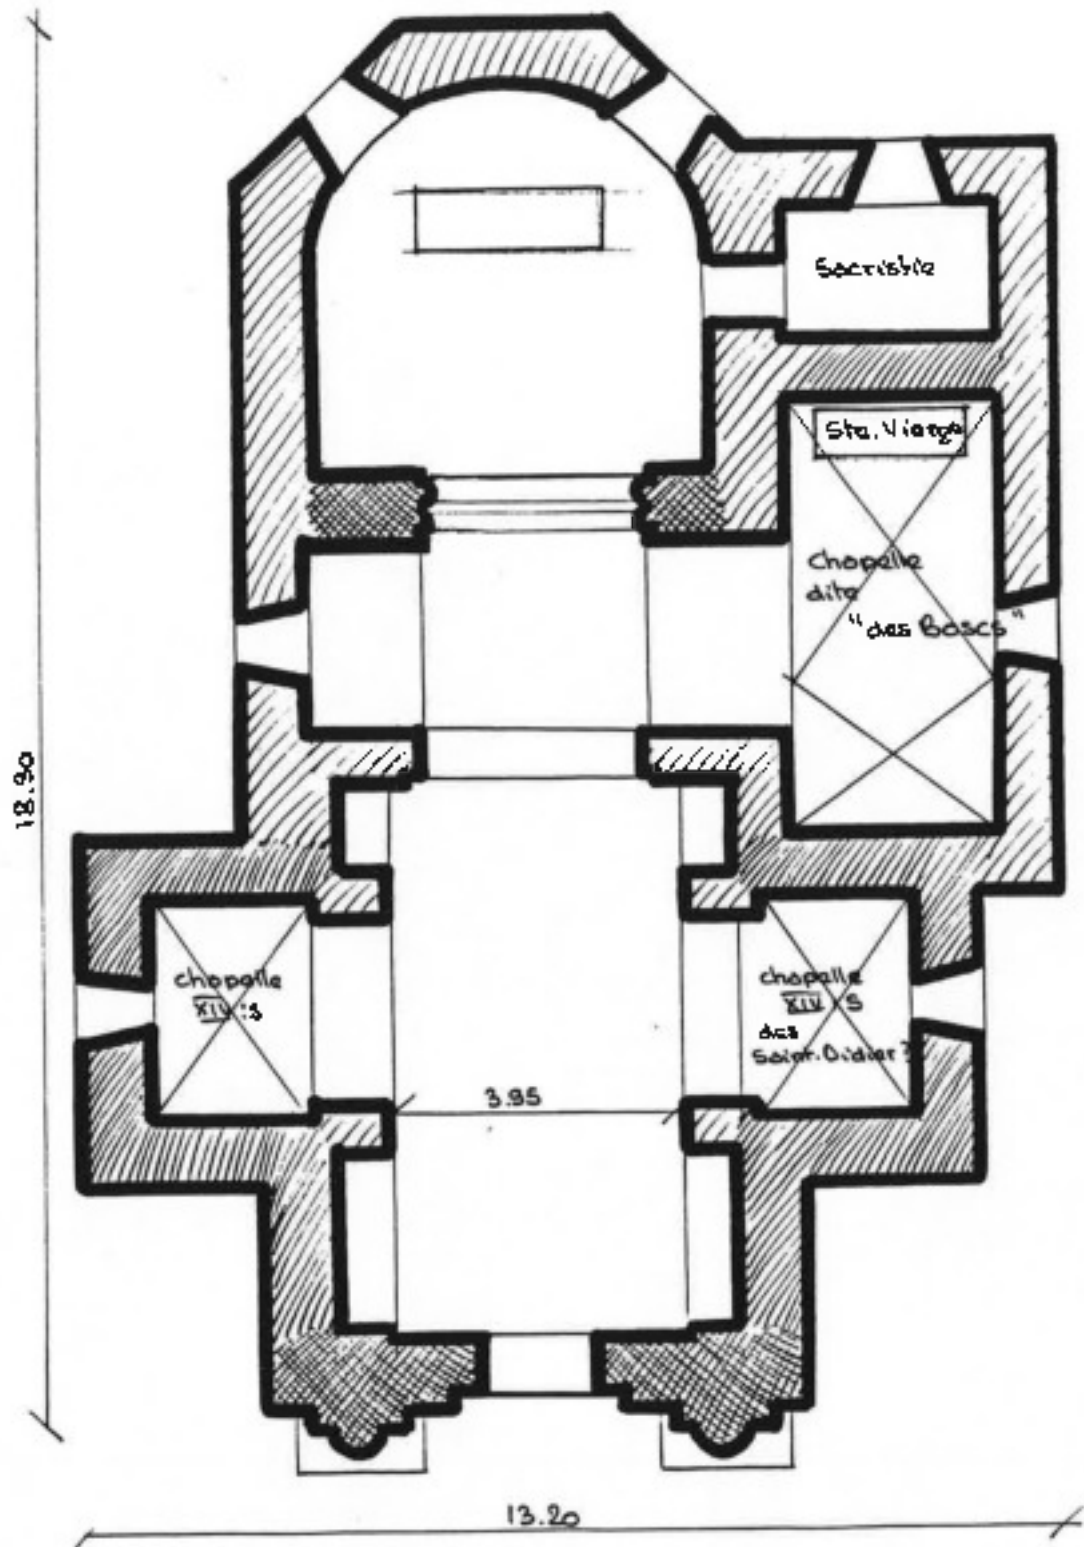 Sacristie
Ste. Vierge
Chapelle
dite
"des Boscs"
18.90
chapelle
XIV :s
chapelle
XIV S
des
Saint.Didier?
3.95
13.20